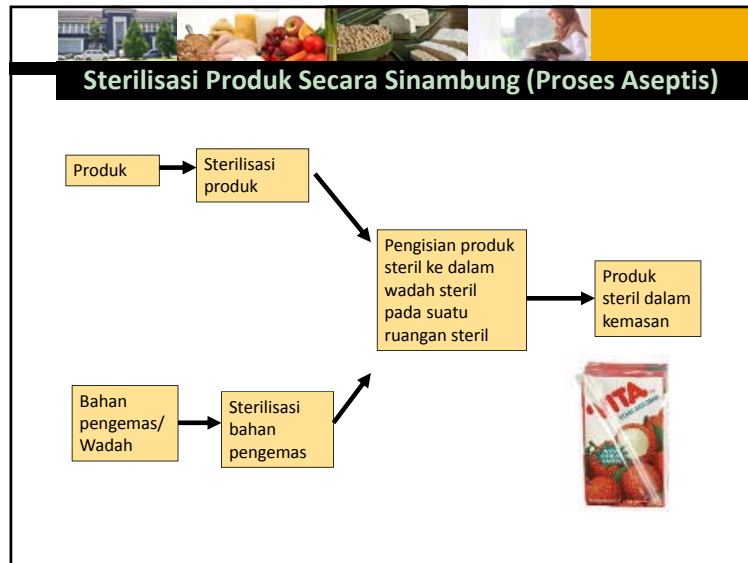 Sterilisasi Produk Secara Sinambung (Proses Aseptis)
Produk
Sterilisasi
produk
Pengisian produk
steril ke dalam
wadah steril
pada suatu
ruangan steril
Produk
steril dalam
kemasan
Bahan
pengemas/
Wadah
Sterilisasi
bahan
pengemas